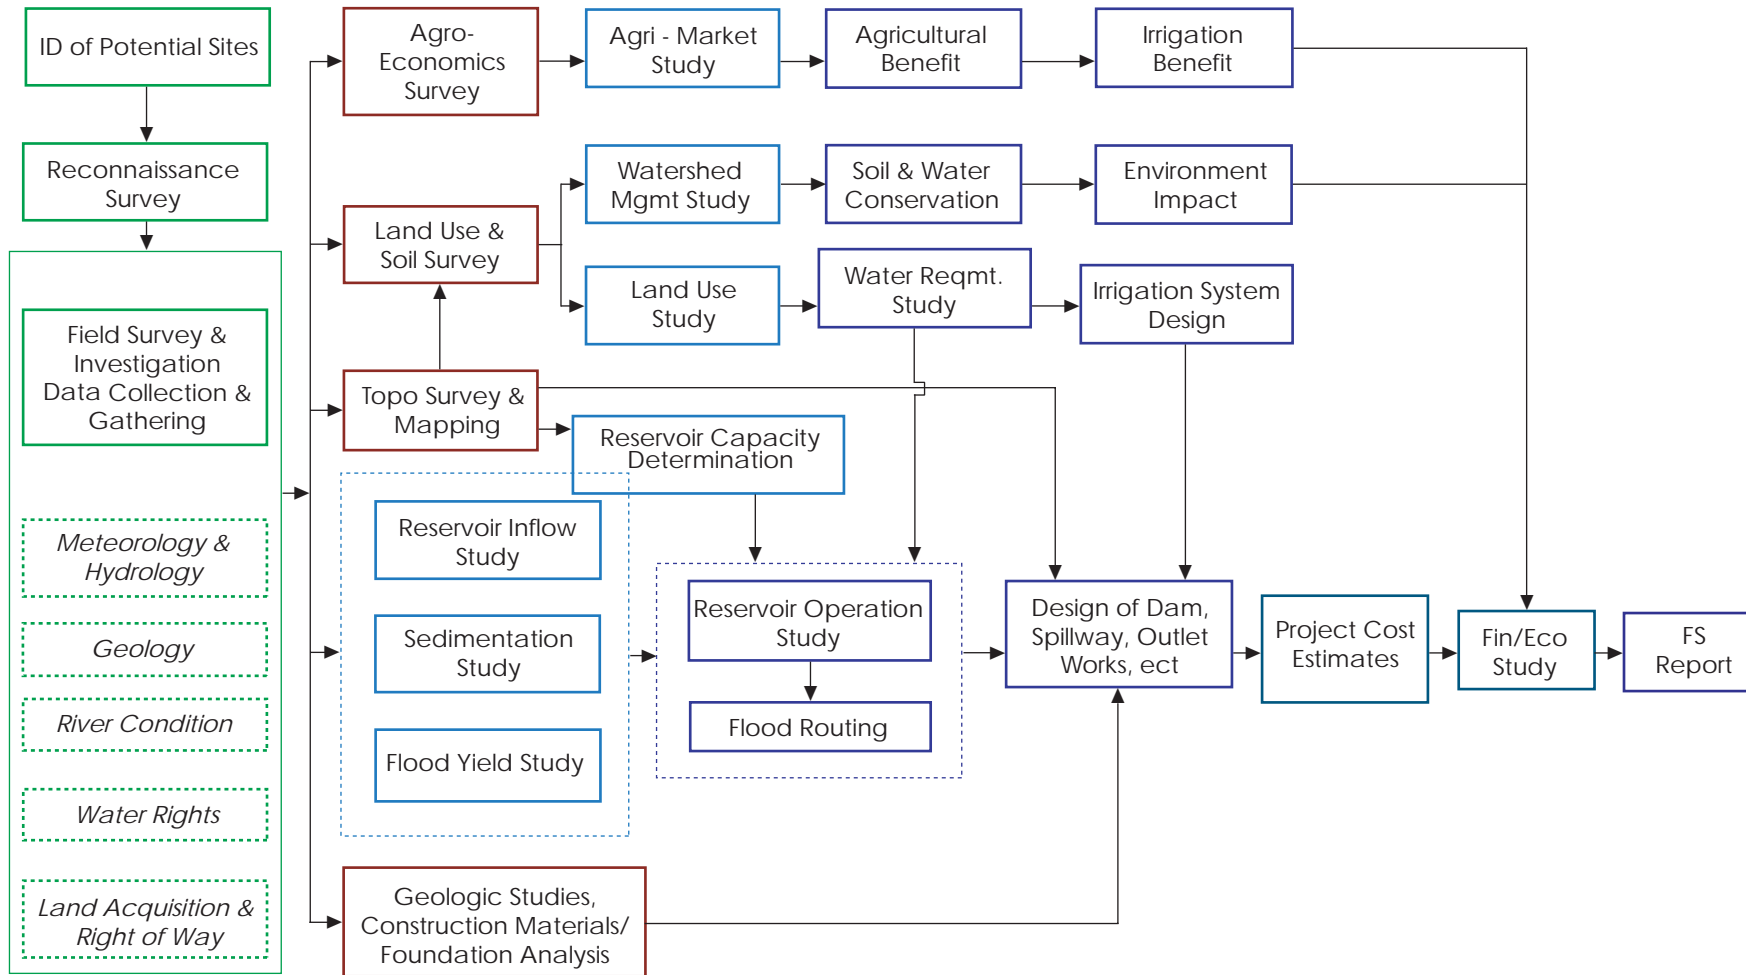 ID of Potential Sites
Reconnaissance
Survey
Field Survey &
Investigation
Data Collection &
Gathering
Meteorology &
Hydrology
Geology
River Condition
Water Rights
Land Acquisition &
Right of Way
Agro-
Economics
Survey
Agri - Market
Study
Agricultural
Benefit
Irrigation
Benefit
Land Use &
Soil Survey
Watershed
Mgmt Study
Soil & Water
Conservation
Environment
Impact
Land Use
Study
Water Reqmt.
Study
Irrigation System
Design
Topo Survey &
Mapping
Reservoir Capacity
Determination
Reservoir Inflow
Study
Sedimentation
Study
Flood Yield Study
Reservoir Operation
Study
Flood Routing
Design of Dam,
Spillway, Outlet
Works, ect
Project Cost
Estimates
Fin/Eco
Study
FS
Report
Geologic Studies,
Construction Materials/
Foundation Analysis